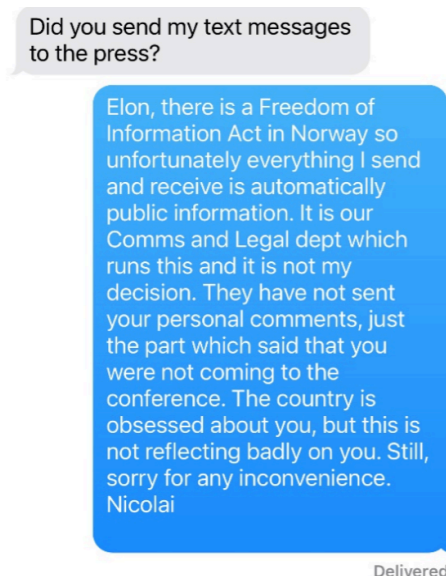 Did you send my text messages
to the press?
Elon, there is a Freedom of
Information Act in Norway so
unfortunately everything I send
and receive is automatically
public information. It is our
Comms and Legal dept which
runs this and it is not my
decision. They have not sent
your personal comments, just
the part which said that you
were not coming to the
conference. The country is
obsessed about you, but this is
not reflecting badly on you. Still,
sorry for any inconvenience.
Nicolai
Delivered